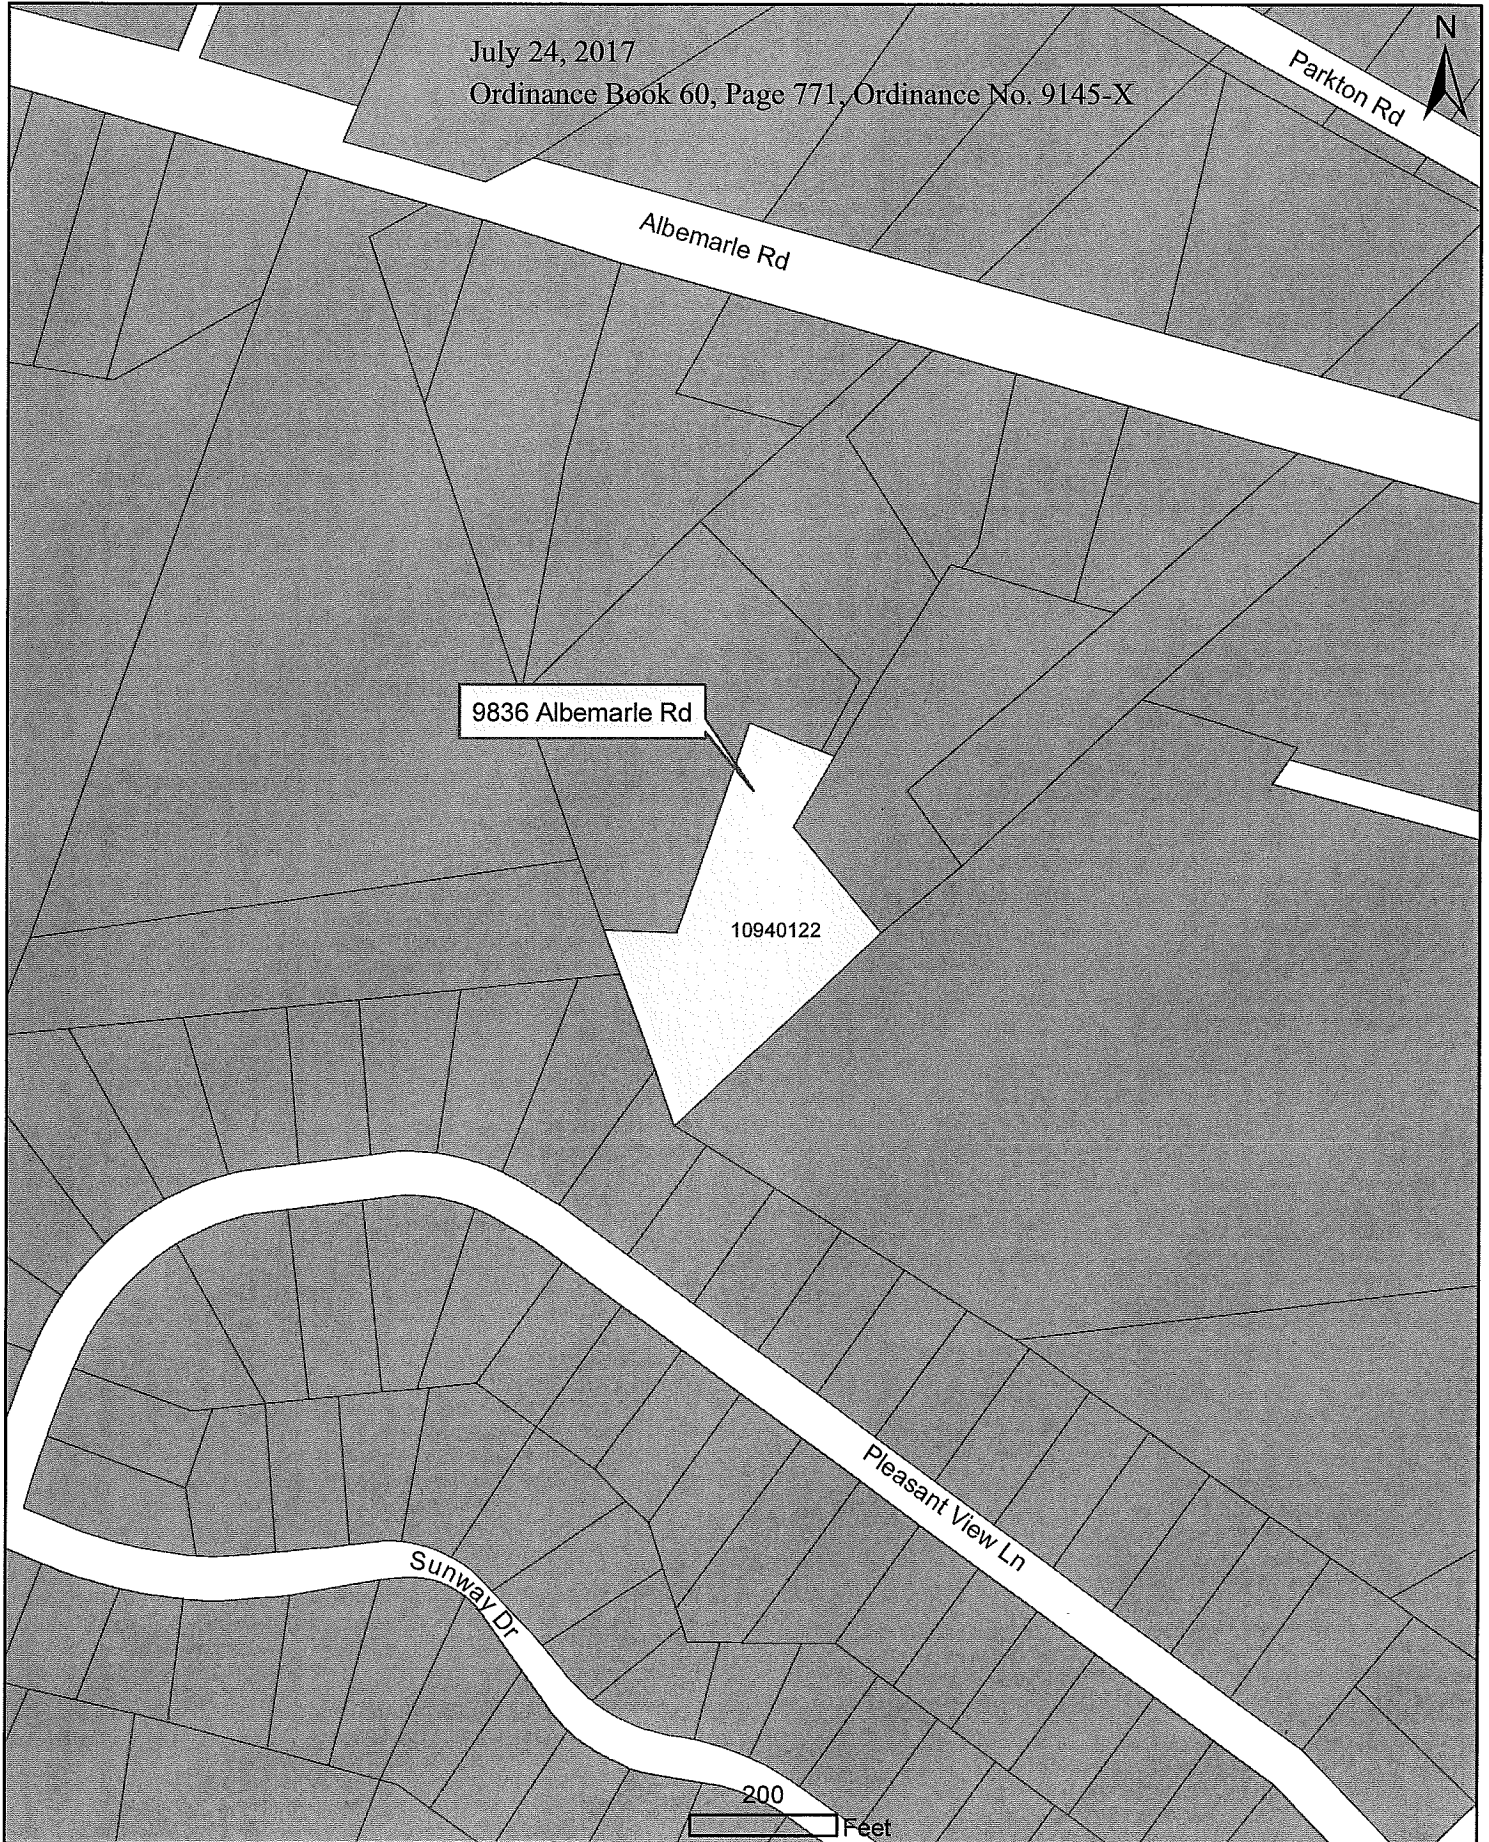 July 24, 2017
Ordinance Book 60, Page 771, Ordinance No. 9145-X
N
Parkton Rd
Albemarle Rd
9836 Albemarle Rd
10940122
Pleasant View Ln
Sunway Dr
200
Feet